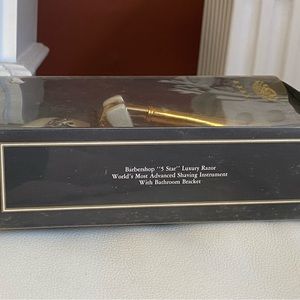 Barbershop "5 Star" Luxury Razor
World's Most Advanced Shaving Instrument
With Bathroom Bracket